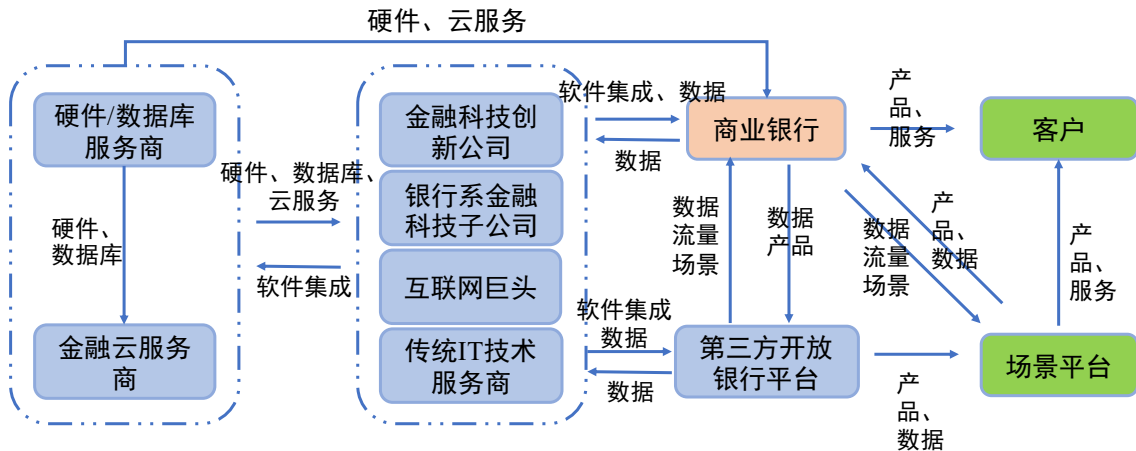 硬件、云服务
硬件/数据库
服务商
硬件、
数据库
金融云服务
商
硬件、数据库、
云服务
软件集成
金融科技创
新公司
银行系金融
科技子公司
互联网巨头
传统IT技术
服务商
软件集成、数据
数据
软件集成
数据
数据
商业银行
数据
流量
场景
数据
产品
第三方开放
银行平台
产
品、
服务
产
品、
数据
数据
流量
场景
产
品、
数据
客户
产
品、
服务
场景平台